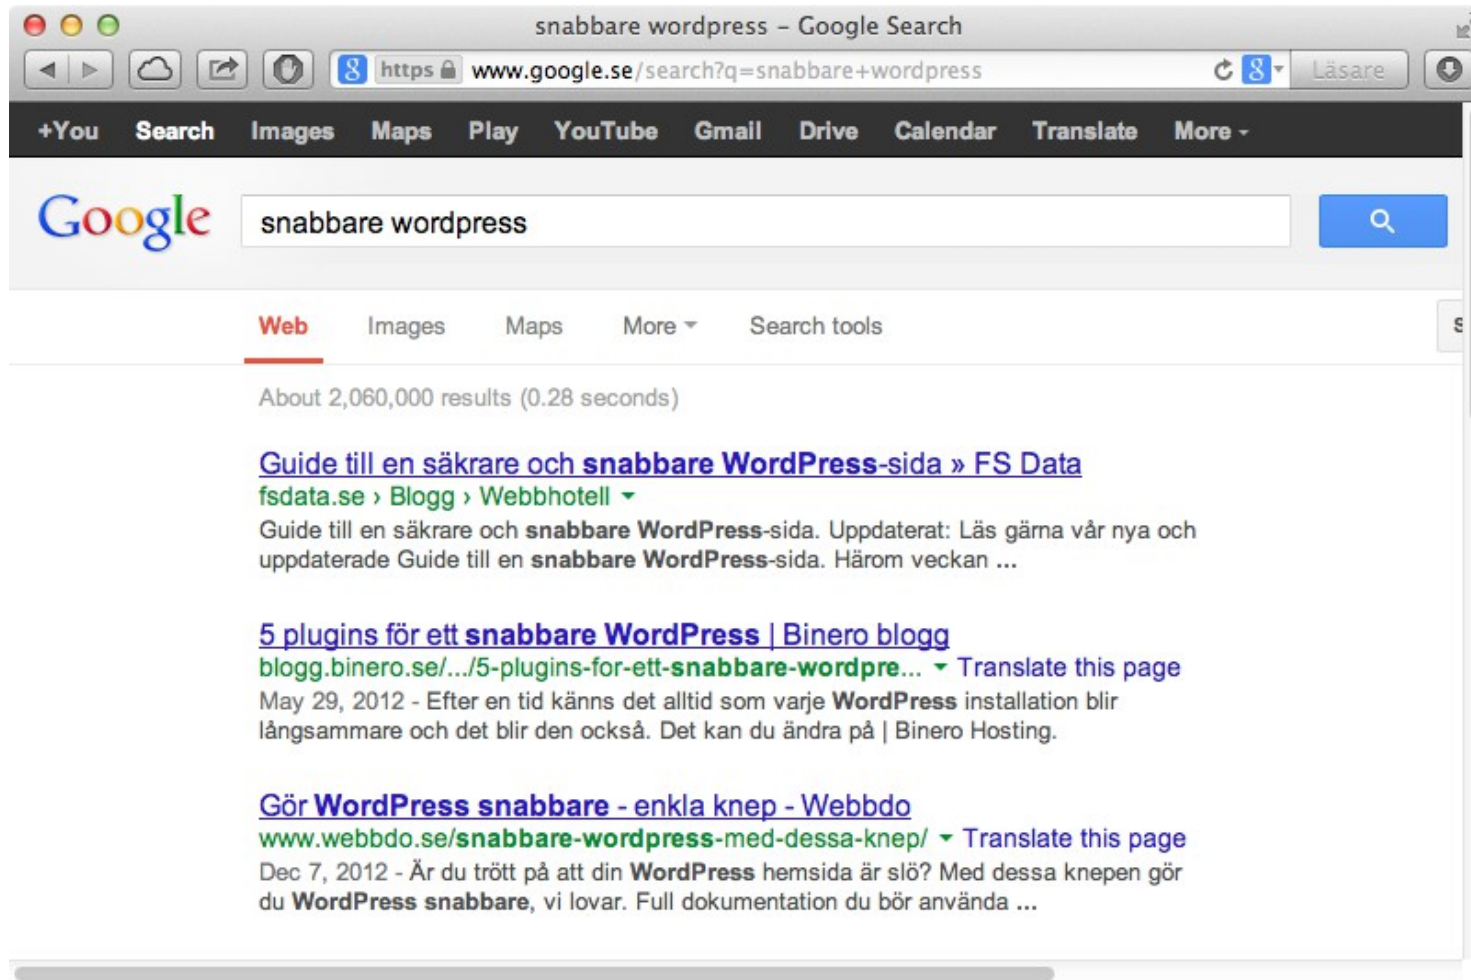 snabbare wordpress – Google Search
https www.google.se/search?q=snabbare+wordpress Läsare
+You Search Images Maps Play YouTube Gmail Drive Calendar Translate More
Google snabbare wordpress
Web Images Maps More Search tools
About 2,060,000 results (0.28 seconds)
Guide till en säkrare och snabbare WordPress-sida » FS Data
fsdata.se › Blogg › Webbhotell
Guide till en säkrare och snabbare WordPress-sida. Uppdaterat: Läs gärna vår nya och
uppdaterade Guide till en snabbare WordPress-sida. Härom veckan ...
5 plugins för ett snabbare WordPress | Binero blogg
blogg.binero.se/.../5-plugins-for-ett-snabbare-wordpre... Translate this page
May 29, 2012 - Efter en tid känns det alltid som varje WordPress installation blir
långsammare och det blir den också. Det kan du ändra på | Binero Hosting.
Gör WordPress snabbare - enkla knep - Webbdo
www.webbdo.se/snabbare-wordpress-med-dessa-knep/ Translate this page
Dec 7, 2012 - Är du trött på att din WordPress hemsida är slö? Med dessa knepen gör
du WordPress snabbare, vi lovar. Full dokumentation du bör använda ...